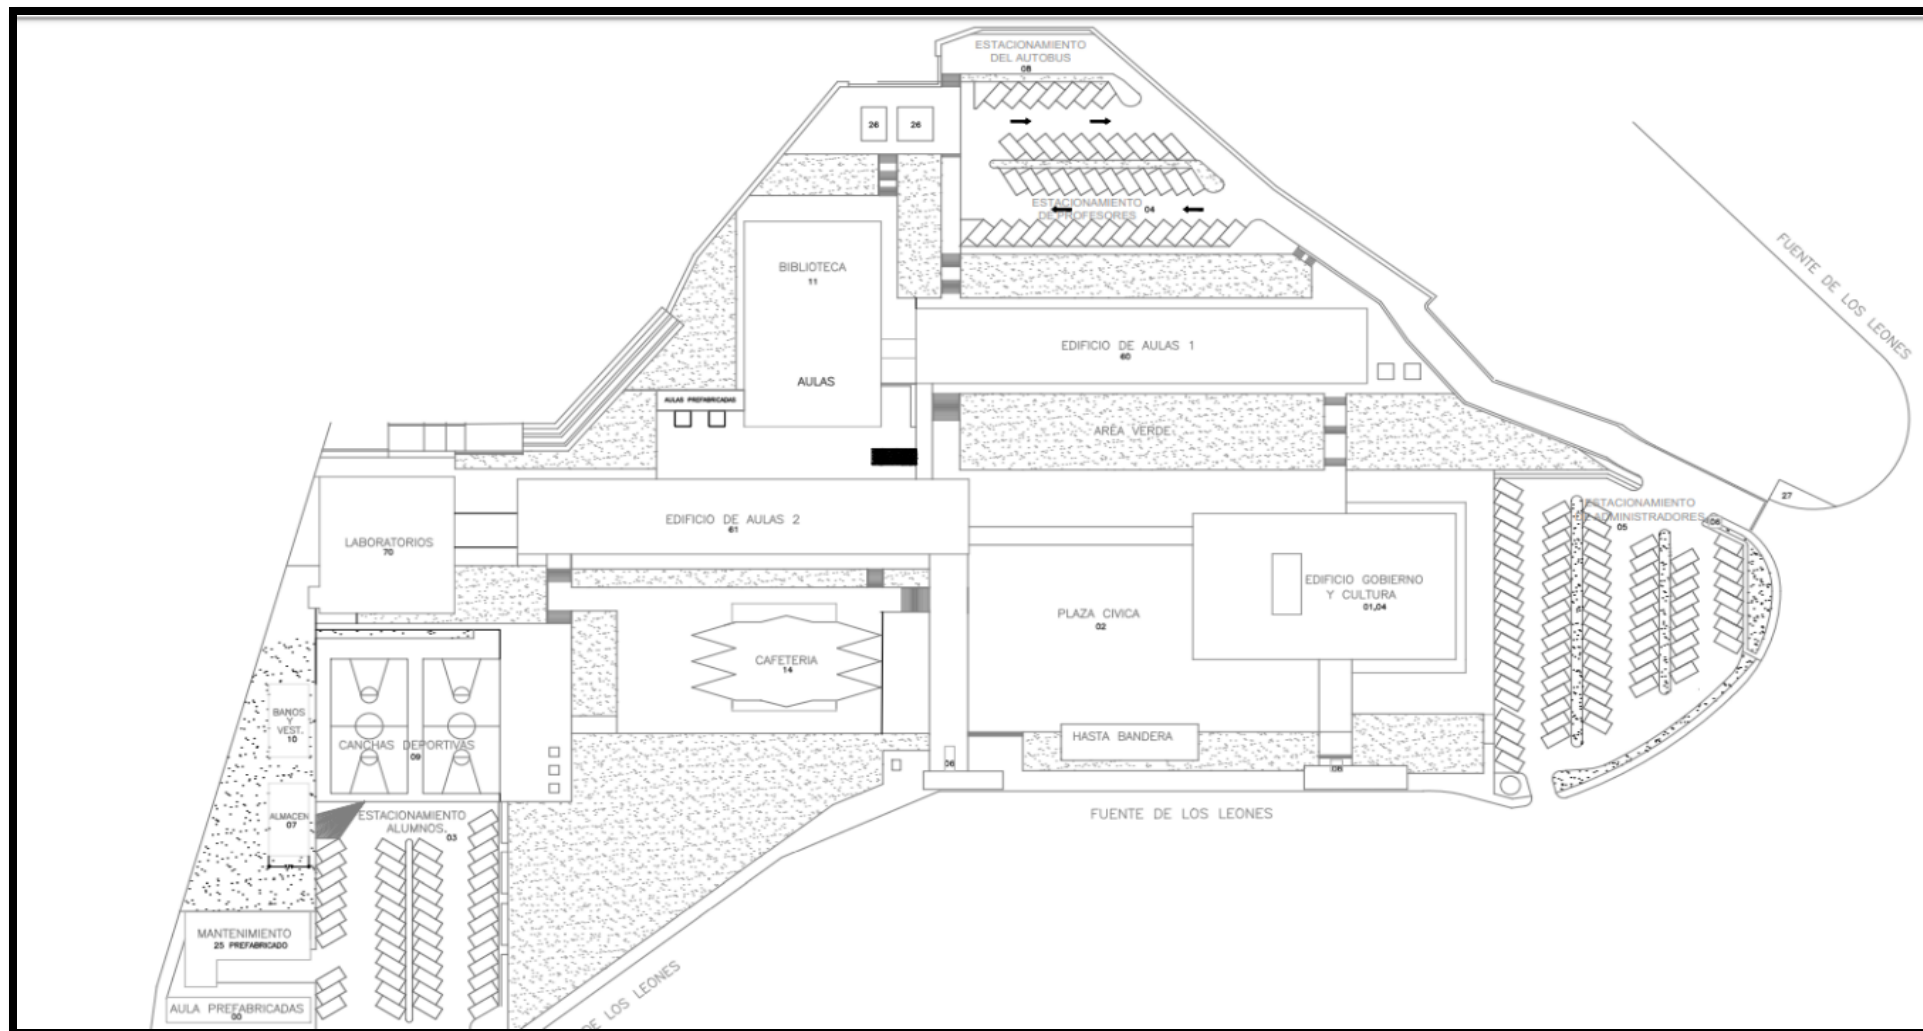 ESTACIONAMIENTO
DEL AUTOBUS
08
26
26
ESTACIONAMIENTO
DE PROFESORES 04
FUENTE DE LOS LEONES
BIBLIOTECA
11
EDIFICIO DE AULAS 1
60
AULAS
AULAS PREFABRICADAS
AREA VERDE
ESTACIONAMIENTO
DE ADMINISTRADORES
05
27
06
EDIFICIO DE AULAS 2
61
LABORATORIOS
70
EDIFICIO GOBIERNO
Y CULTURA
01,04
PLAZA CIVICA
02
CAFETERIA
14
BANOS
Y
VEST.
10
CANCHAS DEPORTIVAS
09
HASTA BANDERA
06
06
FUENTE DE LOS LEONES
ALMACEN
07
ESTACIONAMIENTO
ALUMNOS.
03
MANTENIMIENTO
25 PREFABRICADO
AULA PREFABRICADAS
00
DE LOS LEONES